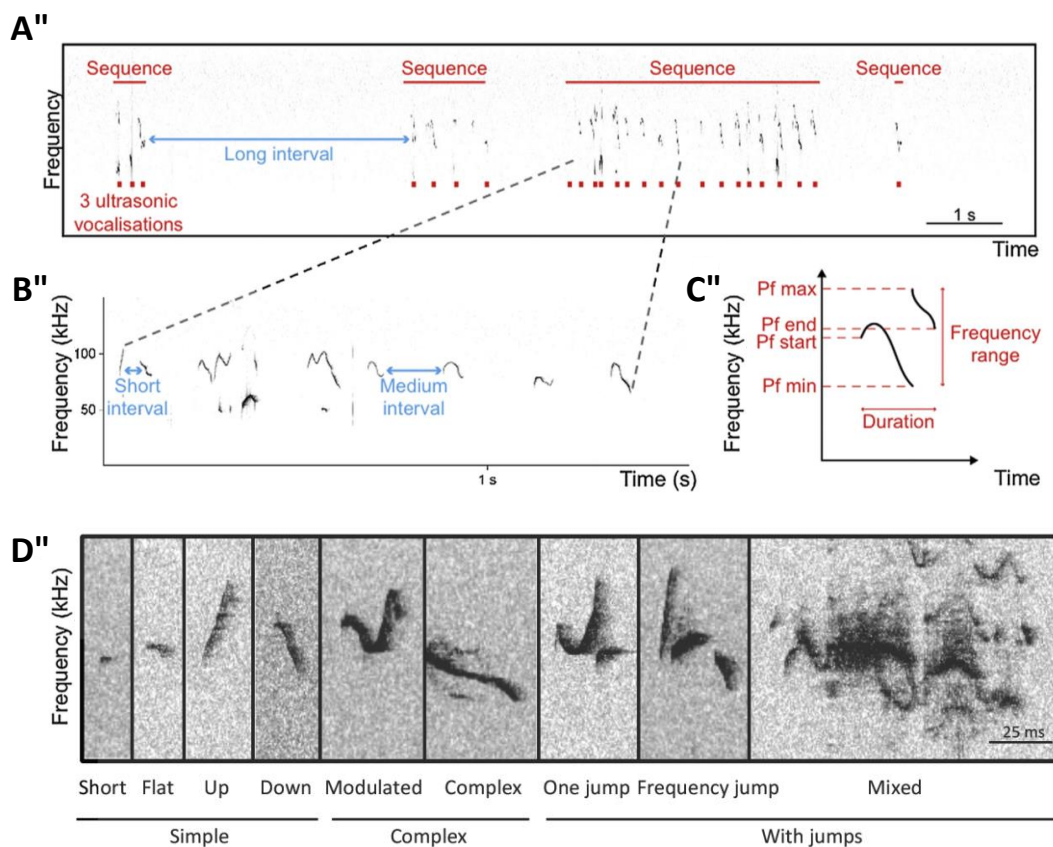 A"
Sequence Sequence Sequence Sequence
Frequency
Long interval
3 ultrasonic
vocalisations
1 s
Time
B"
Frequency (kHz)
100
50
Short
interval
Medium
interval
1 s
Time (s)
C"
Frequency (kHz)
Pf max
Pf end
Pf start
Pf min
Frequency
range
Duration
Time
D"
Frequency (kHz)
25 ms
Short Flat Up Down Modulated Complex One jump Frequency jump Mixed
Simple Complex With jumps